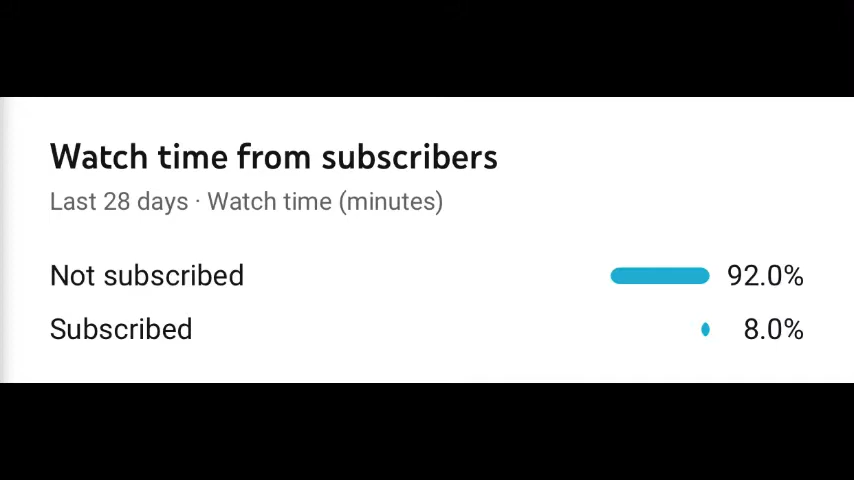 Watch time from subscribers
Last 28 days · Watch time (minutes)
Not subscribed 92.0%
Subscribed 8.0%